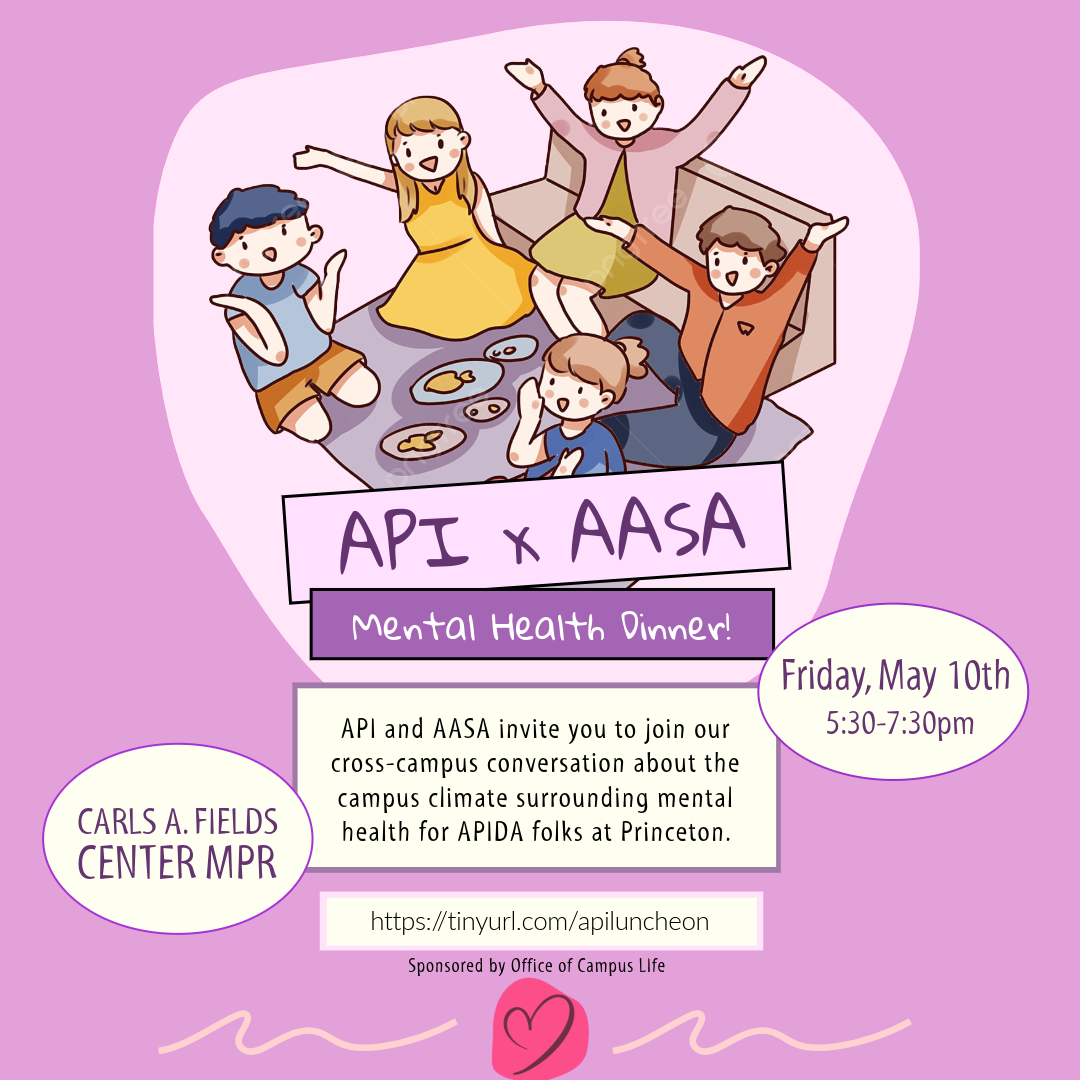 API x AASA
Mental Health Dinner!
Friday, May 10th
5:30-7:30pm
API and AASA invite you to join our
cross-campus conversation about the
campus climate surrounding mental
health for APIDA folks at Princeton.
CARLS A. FIELDS
CENTER MPR
https://tinyurl.com/apiluncheon
Sponsored by Office of Campus LIfe